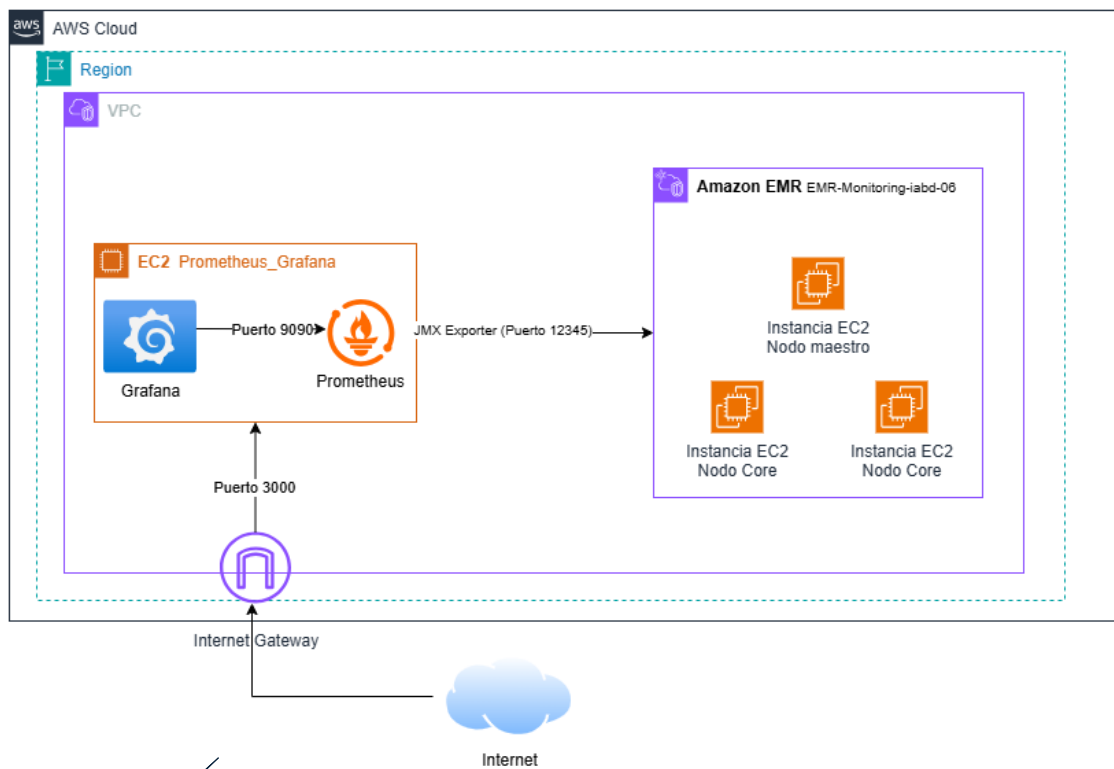 aws
AWS Cloud
Region
VPC
Amazon EMR EMR-Monitoring-iabd-06
EC2 Prometheus_Grafana
Puerto 9090
JMX Exporter (Puerto 12345)
Grafana
Prometheus
Instancia EC2
Nodo maestro
Instancia EC2
Nodo Core
Instancia EC2
Nodo Core
Puerto 3000
Internet Gateway
Internet